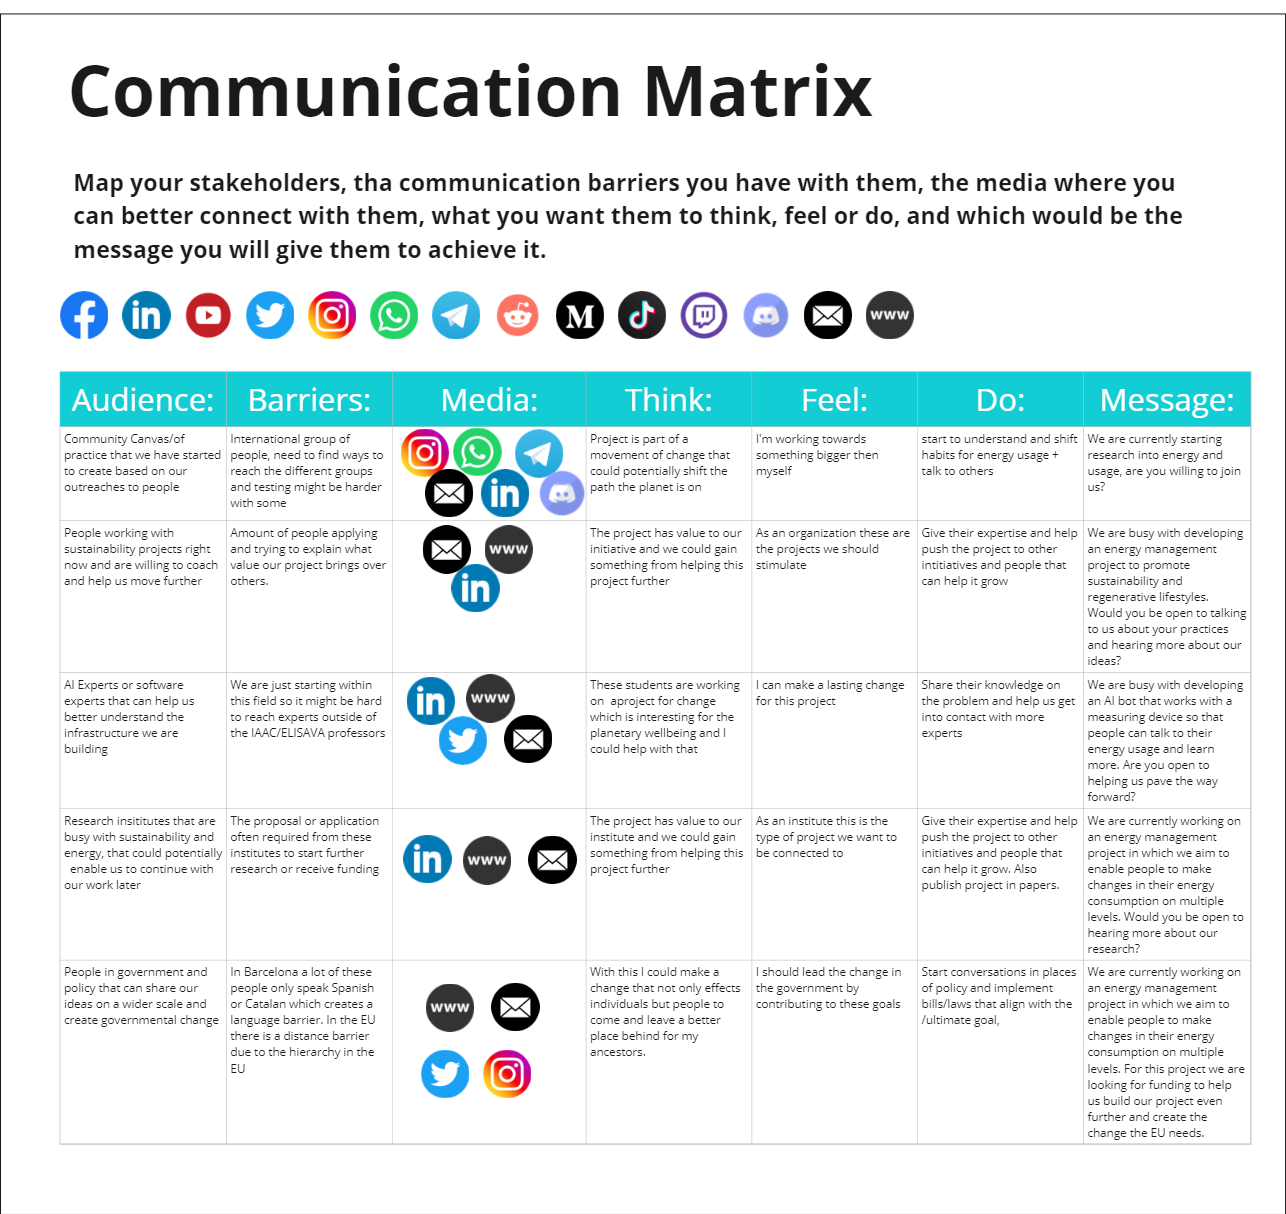 Communication Matrix
Map your stakeholders, tha communication barriers you have with them, the media where you
can better connect with them, what you want them to think, feel or do, and which would be the
message you will give them to achieve it.
f in M www
Audience: Barriers: Media: Think: Feel: Do: Message:
Community Canvas/of
practice that we have started
to create based on our
outreaches to people
International group of
people, need to find ways to
reach the different groups
and testing might be harder
with some
in
Project is part of a
movement of change that
could potentially shift the
path the planet is on
I'm working towards
something bigger then
myself
start to understand and shift
habits for energy usage +
talk to others
We are currently starting
research into energy and
usage, are you willing to join
us?
People working with
sustainability projects right
now and are willing to coach
and help us move further
Amount of people applying
and trying to explain what
value our project brings over
others.
www
in
The project has value to our
initiative and we could gain
something from helping this
project further
As an organization these are
the projects we should
stimulate
Give their expertise and help
push the project to other
intitiatives and people that
can help it grow
We are busy with developing
an energy management
project to promote
sustainability and
regenerative lifestyles.
Would you be open to talking
to us about your practices
and hearing more about our
ideas?
AI Experts or software
experts that can help us
better understand the
infrastructure we are
building
We are just starting within
this field so it might be hard
to reach experts outside of
the IAAC/ELISAVA professors
in www
These students are working
on aproject for change
which is interesting for the
planetary wellbeing and I
could help with that
I can make a lasting change
for this project
Share their knowledge on
the problem and help us get
into contact with more
experts
We are busy with developing
an AI bot that works with a
measuring device so that
people can talk to their
energy usage and learn
more. Are you open to
helping us pave the way
forward?
Research insititutes that are
busy with sustainability and
energy, that could potentially
enable us to continue with
our work later
The proposal or application
often required from these
institutes to start further
research or receive funding
in www
The project has value to our
institute and we could gain
something from helping this
project further
As an institute this is the
type of project we want to
be connected to
Give their expertise and help
push the project to other
initiatives and people that
can help it grow. Also
publish project in papers.
We are currently working on
an energy management
project in which we aim to
enable people to make
changes in their energy
consumption on multiple
levels. Would you be open to
hearing more about our
research?
People in government and
policy that can share our
ideas on a wider scale and
create governmental change
In Barcelona a lot of these
people only speak Spanish
or Catalan which creates a
language barrier. In the EU
there is a distance barrier
due to the hierarchy in the
EU
www
With this I could make a
change that not only effects
individuals but people to
come and leave a better
place behind for my
ancestors.
I should lead the change in
the government by
contributing to these goals
Start conversations in places
of policy and implement
bills/laws that align with the
/ultimate goal,
We are currently working on
an energy management
project in which we aim to
enable people to make
changes in their energy
consumption on multiple
levels. For this project we are
looking for funding to help
us build our project even
further and create the
change the EU needs.